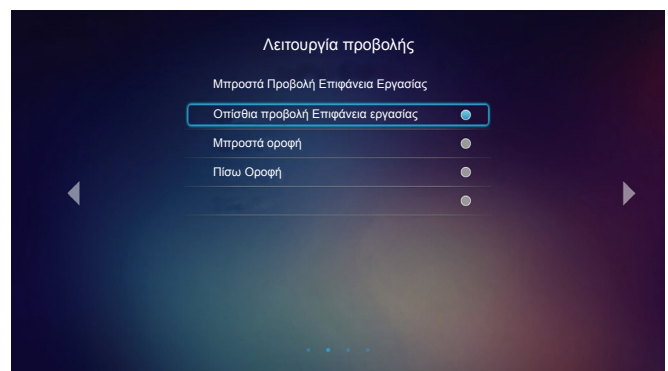 Λειτουργία προβολής
Μπροστά Προβολή Επιφάνεια Εργασίας
Οπίσθια προβολή Επιφάνεια εργασίας
Μπροστά οροφή
Πίσω Οροφή